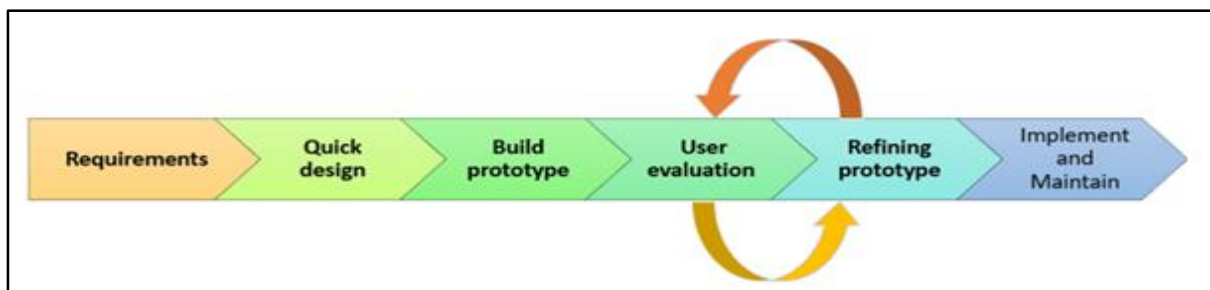 Requirements
Quick
design
Build
prototype
User
evaluation
Refining
prototype
Implement
and
Maintain